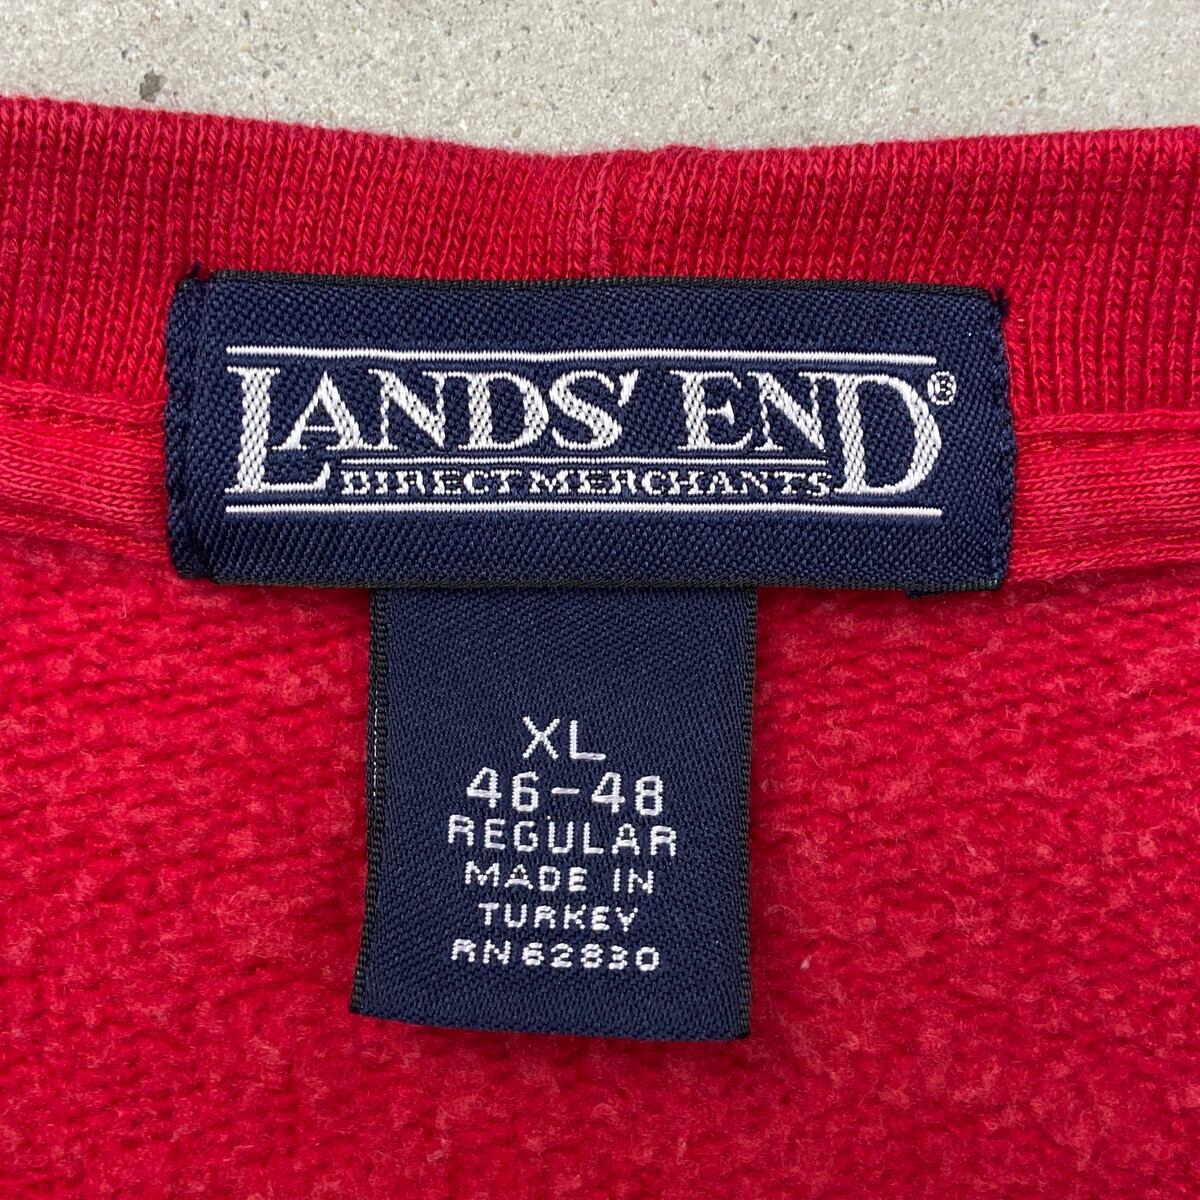 LANDS' END®
DIRECT MERCHANTS
XL
46-48
REGULAR
MADE IN
TURKEY
RN62830